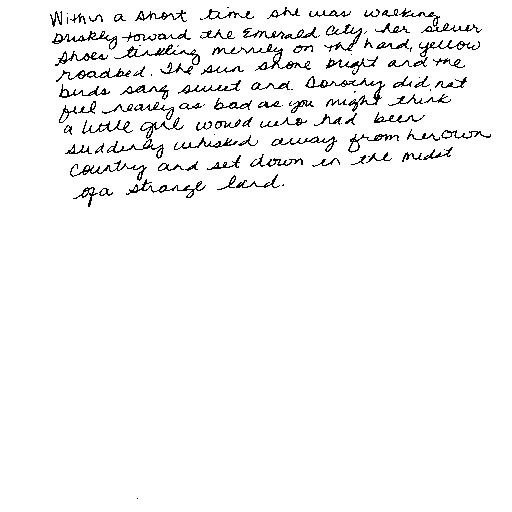 Within a short time she was walking
briskly toward the Emerald City, her silver
shoes tinkling merrily on the hard, yellow
roadbed. The sun shone bright and the
birds sang sweet and Dorothy did not
feel nearly as bad as you might think
a little girl would who had been
suddenly whisked away from her own
country and set down in the midst
of a strange land.